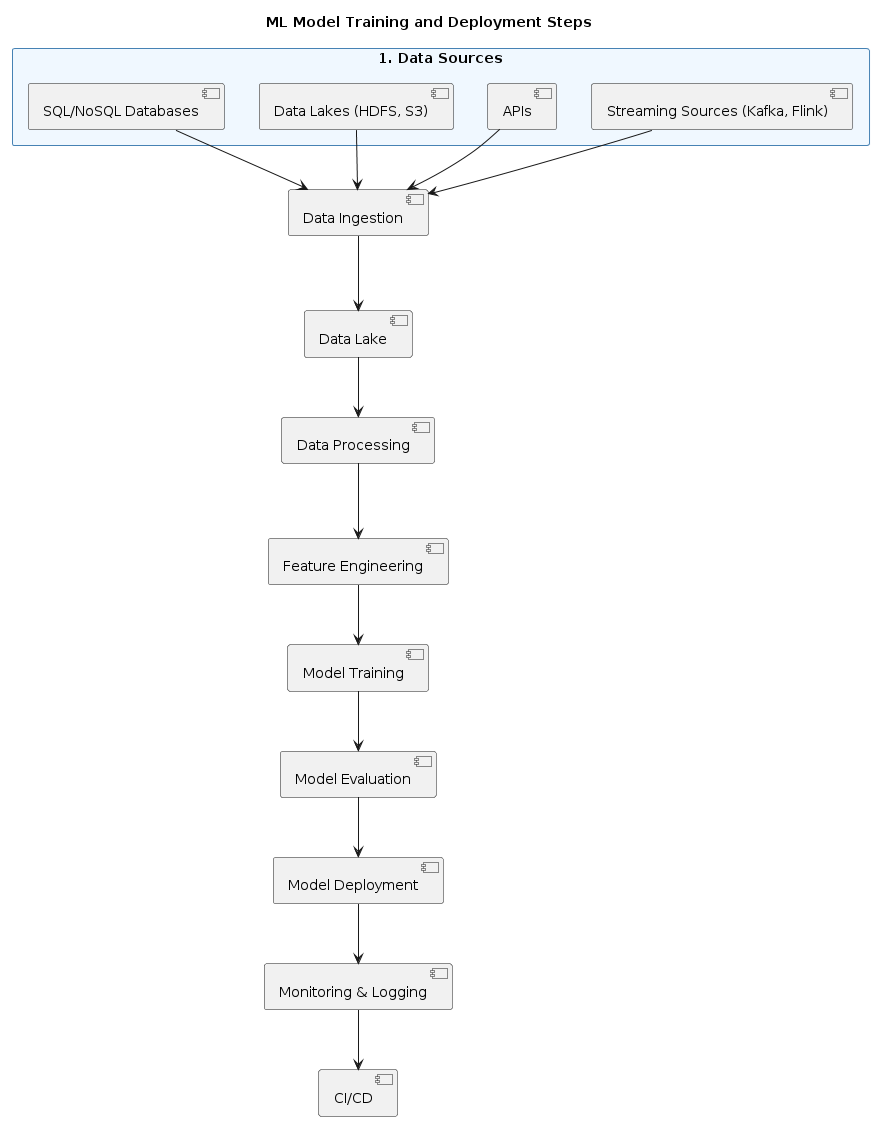 ML Model Training and Deployment Steps
1. Data Sources
SQL/NoSQL Databases
Data Lakes (HDFS, S3)
APIs
Streaming Sources (Kafka, Flink)
Data Ingestion
Data Lake
Data Processing
Feature Engineering
Model Training
Model Evaluation
Model Deployment
Monitoring & Logging
CI/CD